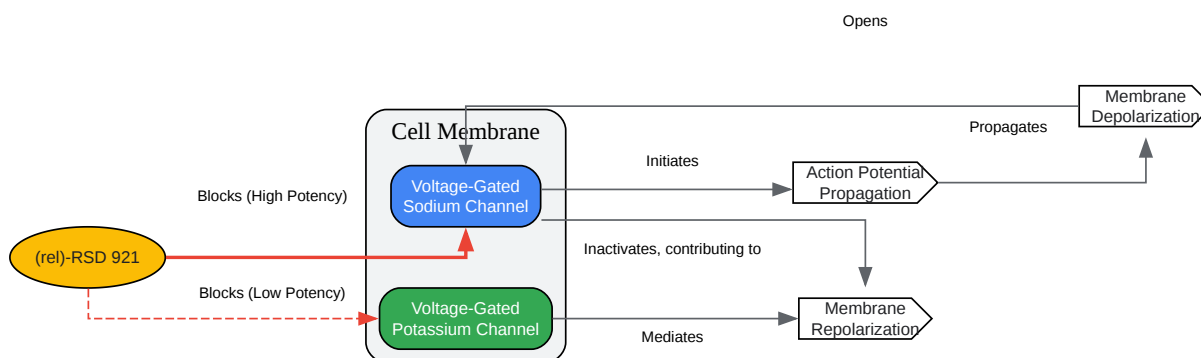 Opens
Membrane
Depolarization
Propagates
Cell Membrane
Initiates
Action Potential
Propagation
Voltage-Gated
Sodium Channel
Blocks (High Potency)
Inactivates, contributing to
(rel)-RSD 921
Blocks (Low Potency)
Voltage-Gated
Potassium Channel
Mediates
Membrane
Repolarization